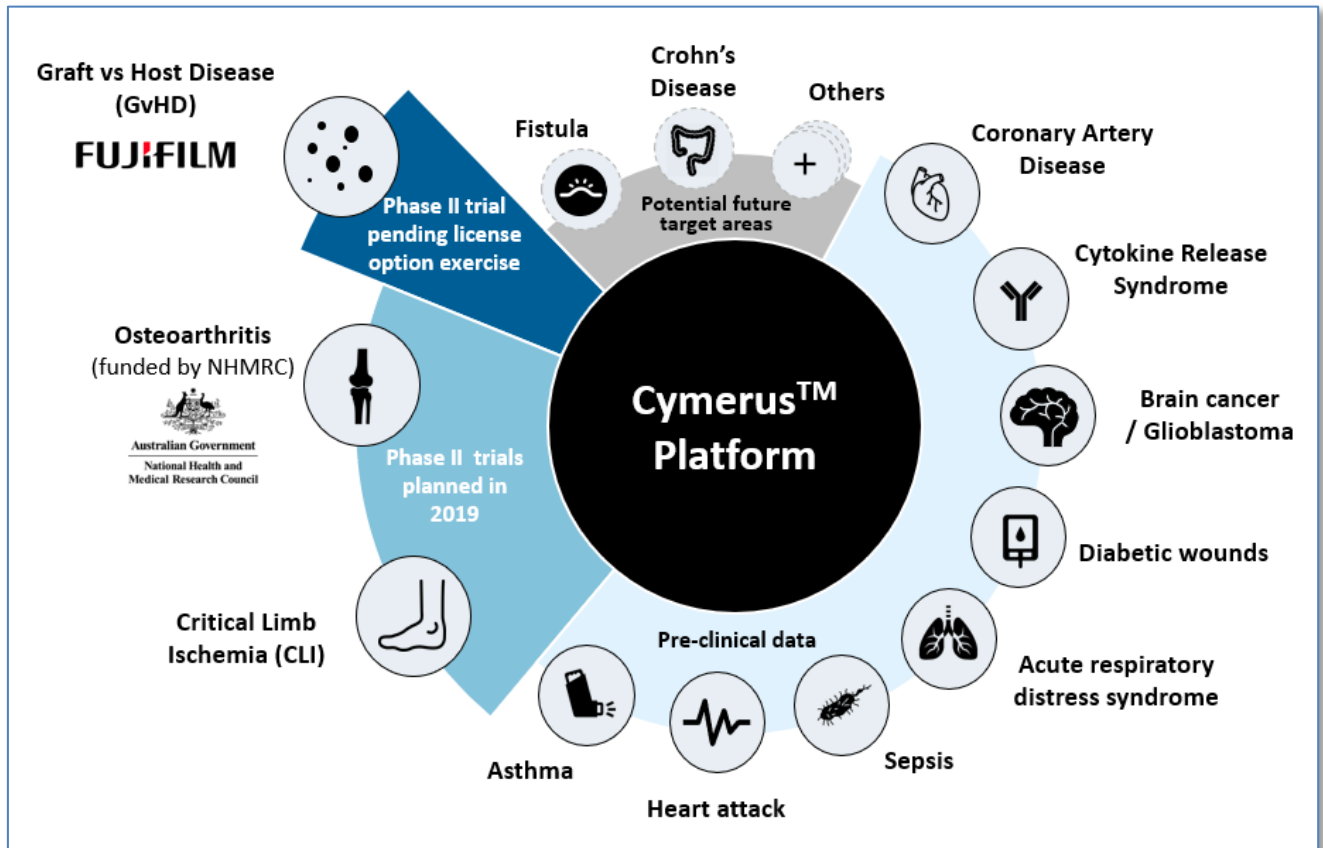 Graft vs Host Disease
(GvHD)
FUJIFILM
Phase II trial
pending license
option exercise
Fistula
Crohn's
Disease
Others
+
Potential future
target areas
Coronary Artery
Disease
Cytokine Release
Syndrome
Brain cancer
/ Glioblastoma
Diabetic wounds
Acute respiratory
distress syndrome
Sepsis
Heart attack
Asthma
Pre-clinical data
Critical Limb
Ischemia (CLI)
Phase II  trials
planned in
2019
Osteoarthritis
(funded by NHMRC)
Australian Government
National Health and
Medical Research Council
Cymerus™
Platform